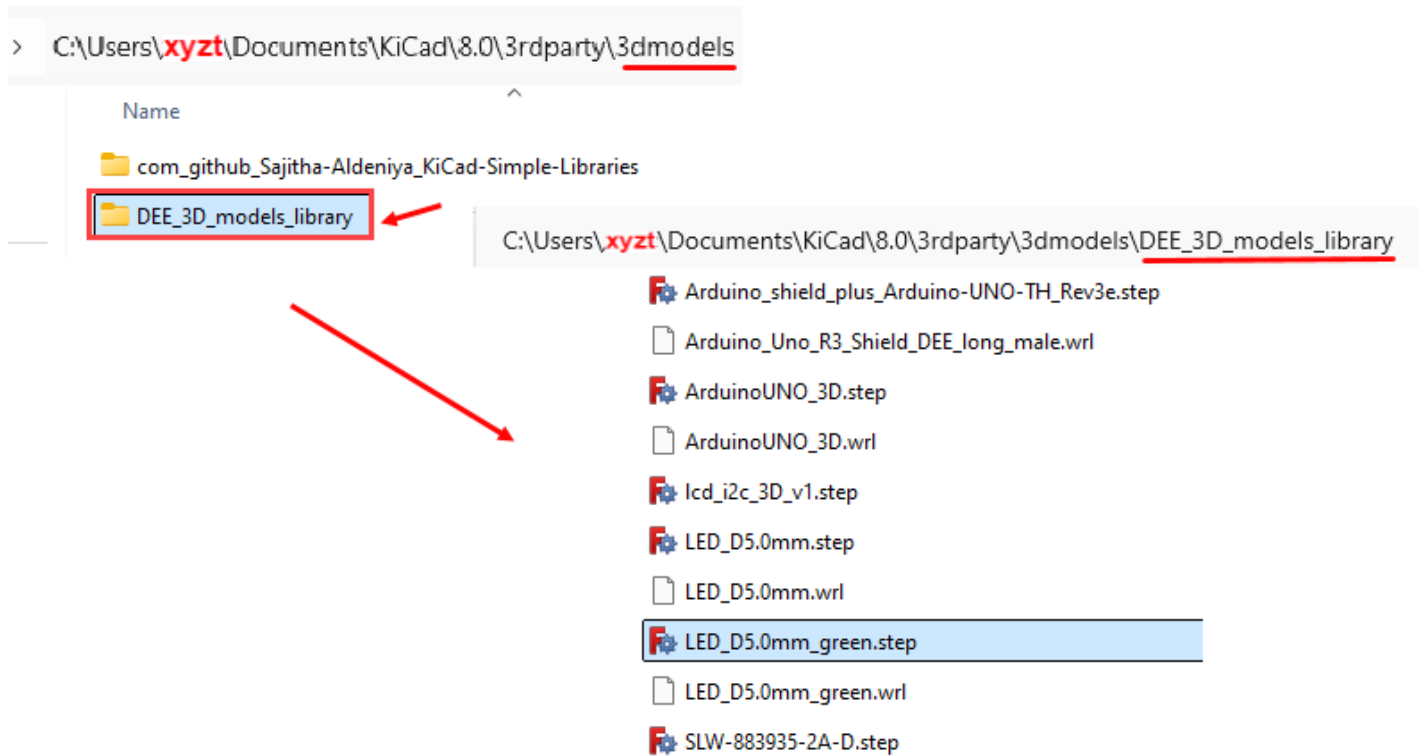 > C:\Users\xyzt\Documents\KiCad\8.0\3rdparty\3dmodels
Name
com_github_Sajitha-Aldeniya_KiCad-Simple-Libraries
DEE_3D_models_library
C:\Users\xyzt\Documents\KiCad\8.0\3rdparty\3dmodels\DEE_3D_models_library
Arduino_shield_plus_Arduino-UNO-TH_Rev3e.step
Arduino_Uno_R3_Shield_DEE_long_male.wrl
ArduinoUNO_3D.step
ArduinoUNO_3D.wrl
lcd_i2c_3D_v1.step
LED_D5.0mm.step
LED_D5.0mm.wrl
LED_D5.0mm_green.step
LED_D5.0mm_green.wrl
SLW-883935-2A-D.step